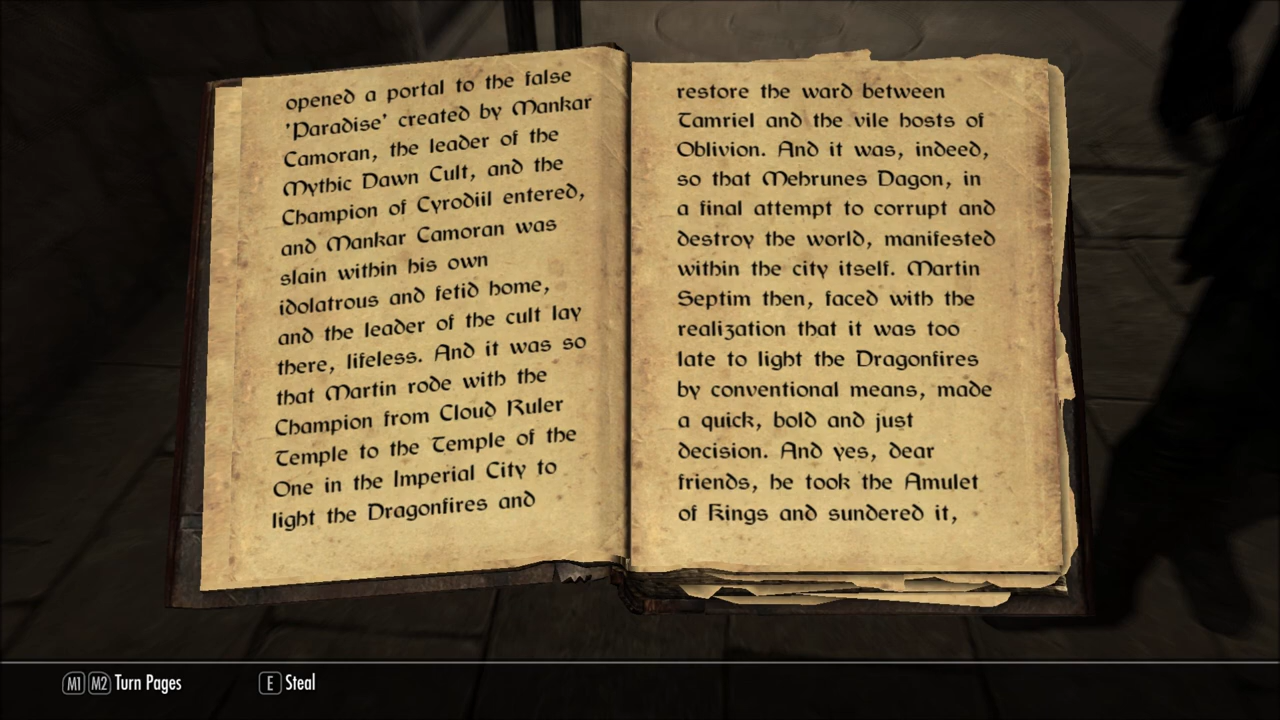 opened a portal to the false
'Paradise' created by Mankar
Camoran, the leader of the
Mythic Dawn Cult, and the
Champion of Cyrodiil entered,
and Mankar Camoran was
slain within his own
idolatrous and fetid home,
and the leader of the cult lay
there, lifeless. And it was so
that Martin rode with the
Champion from Cloud Ruler
Temple to the Temple of the
One in the Imperial City to
light the Dragonfires and
restore the ward between
Tamriel and the vile hosts of
Oblivion. And it was, indeed,
so that Mehrunes Dagon, in
a final attempt to corrupt and
destroy the world, manifested
within the city itself. Martin
Septim then, faced with the
realization that it was too
late to light the Dragonfires
by conventional means, made
a quick, bold and just
decision. And yes, dear
friends, he took the Amulet
of Kings and sundered it,
M1 M2 Turn Pages
E Steal